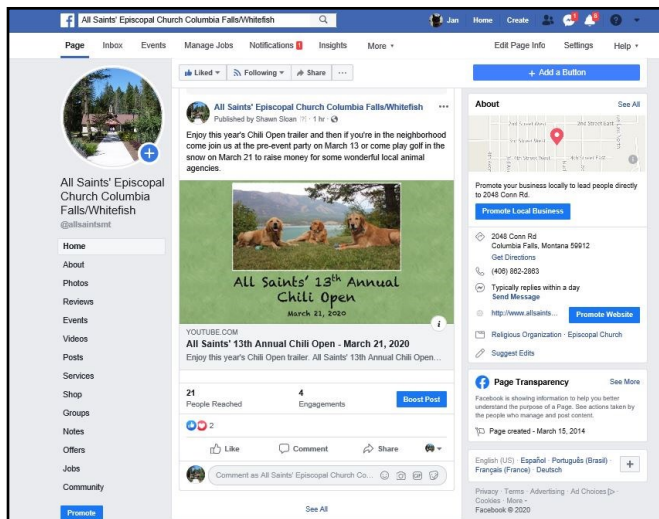 All Saints Episcopal Church Columbia Falls/Whitefish
Jan Home Create
Page Inbox Events Manage Jobs Notifications 1 Insights More Edit Page Info Settings Help
Liked Following Share ...
+ Add a Button
All Saints' Episcopal Church Columbia Falls/Whitefish
@allsaintsmt
Home
About
Photos
Reviews
Events
Videos
Posts
Services
Shop
Groups
Notes
Offers
Jobs
Community
Promote
All Saints' Episcopal Church Columbia Falls/Whitefish ...
Published by Shawn Sloan · 1 hr ·
Enjoy this year's Chili Open trailer and then if you're in the neighborhood
come join us at the pre-event party on March 13 or come play golf in the
snow on March 21 to raise money for some wonderful local animal
agencies.
All Saints' 13th Annual
Chili Open
March 21, 2020
YOUTUBE.COM
All Saints' 13th Annual Chili Open - March 21, 2020
Enjoy this year's Chili Open trailer. All Saints' 13th Annual Chili Open...
21
People Reached
4
Engagements
Boost Post
2
Like Comment Share
Comment as All Saints' Episcopal Church Co... GIF
See All
About See All
Promote your business locally to lead people directly
to 2048 Conn Rd.
Promote Local Business
2048 Conn Rd
Columbia Falls, Montana 59912
Get Directions
(406) 862-2863
Typically replies within a day
Send Message
http://www.allsaints... Promote Website
Religious Organization · Episcopal Church
Suggest Edits
Page Transparency See More
Facebook is showing information to help you better
understand the purpose of a Page. See actions taken by
the people who manage and post content.
Page created - March 15, 2014
English (US) · Español · Português (Brasil) ·
Français (France) · Deutsch
Privacy · Terms · Advertising · Ad Choices ·
Cookies · More
Facebook © 2020